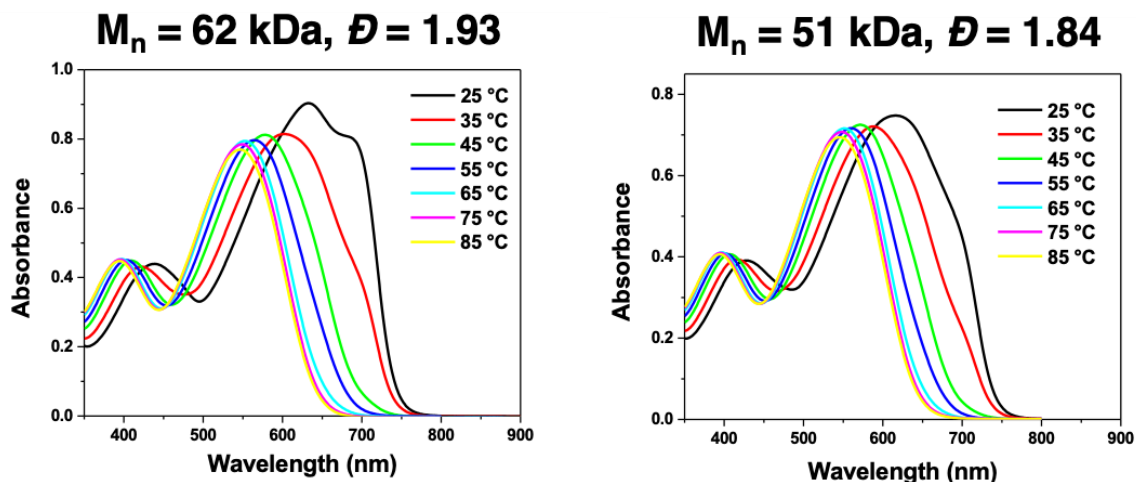 Mn = 62 kDa, Đ = 1.93
1.0
0.8
0.6
0.4
0.2
0.0
Absorbance
25 °C
35 °C
45 °C
55 °C
65 °C
75 °C
85 °C
400 500 600 700 800 900
Wavelength (nm)
Mn = 51 kDa, Đ = 1.84
0.8
0.6
0.4
0.2
0.0
Absorbance
25 °C
35 °C
45 °C
55 °C
65 °C
75 °C
85 °C
400 500 600 700 800 900
Wavelength (nm)